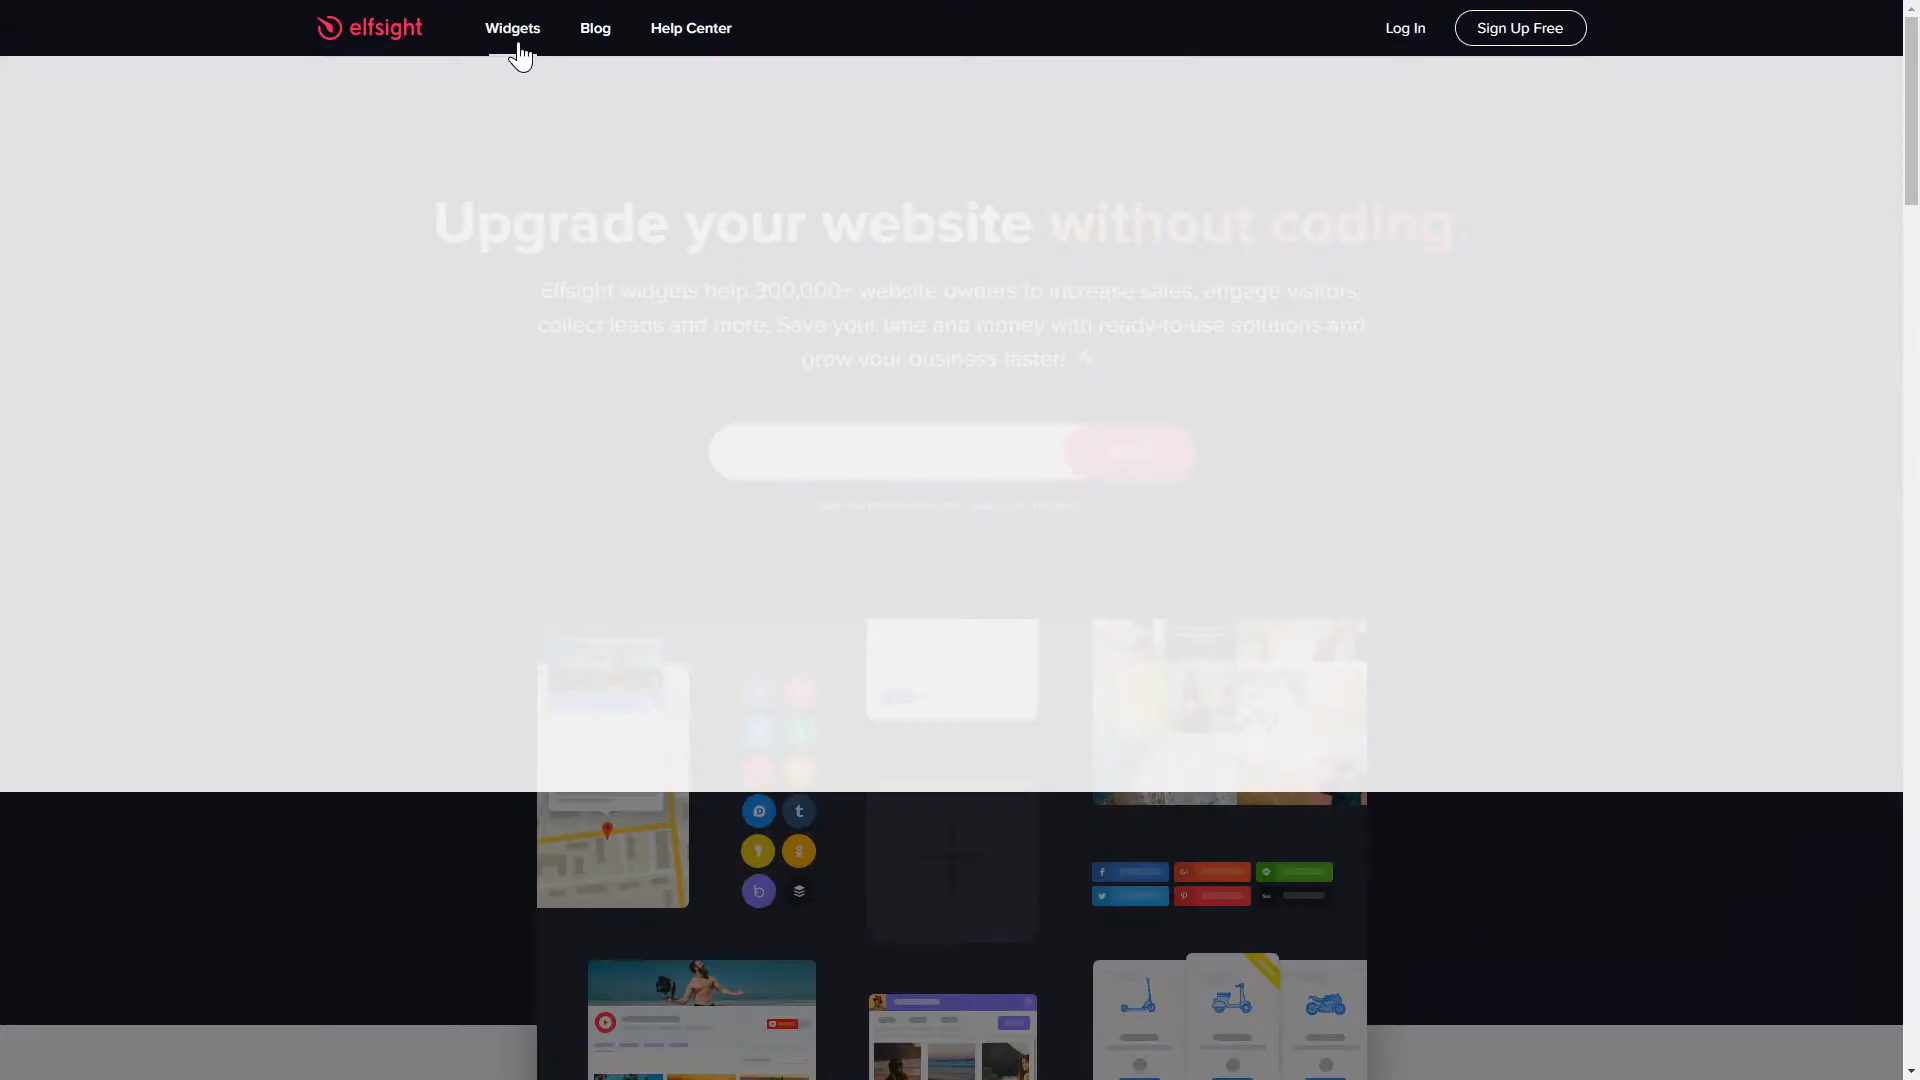 elfsight
Widgets
Blog
Help Center
Log In
Sign Up Free
Upgrade your website without coding.
Elfsight widgets help 300,000+ website owners to increase sales, engage visitors,
collect leads and more. Save your time and money with ready-to-use solutions and
grow your business faster!